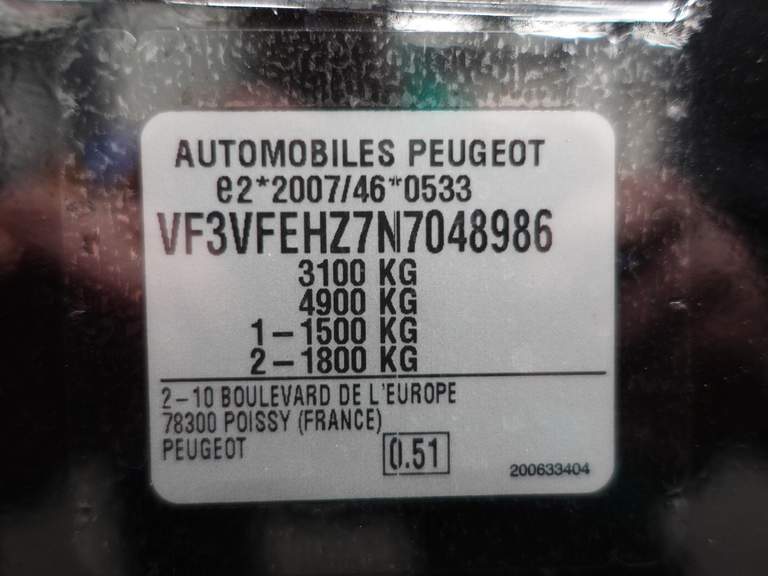 AUTOMOBILES PEUGEOT
e2*2007/46*0533
VF3VFEHZ7N7048986
3100 KG
4900 KG
1-1500 KG
2-1800 KG
2-10 BOULEVARD DE L'EUROPE
78300 POISSY (FRANCE)
PEUGEOT
0.51
200633404